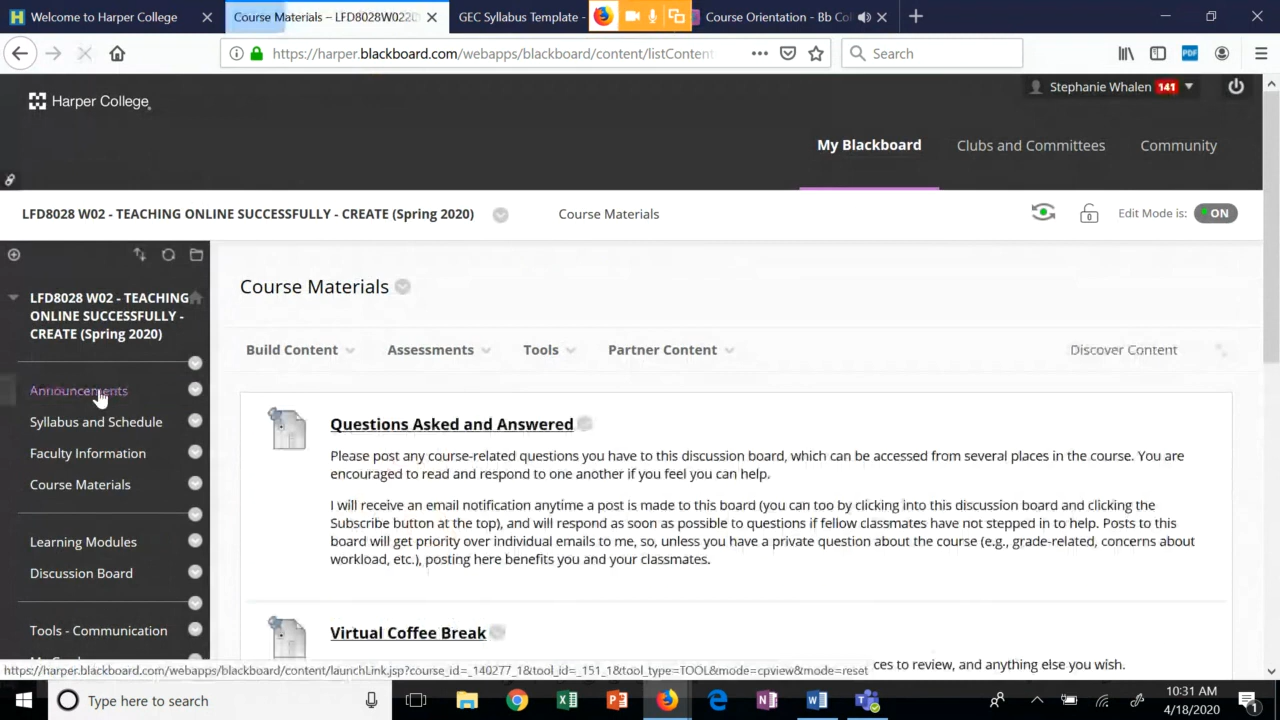 Welcome to Harper College
Course Materials – LFD8028W022C
GEC Syllabus Template -
Course Orientation - Bb Col
https://harper.blackboard.com/webapps/blackboard/content/listContent
Search
PDF
Harper College
Stephanie Whalen 141
My Blackboard
Clubs and Committees
Community
LFD8028 W02 - TEACHING ONLINE SUCCESSFULLY - CREATE (Spring 2020)
Course Materials
Edit Mode is: ON
LFD8028 W02 - TEACHING
ONLINE SUCCESSFULLY -
CREATE (Spring 2020)
Announcements
Syllabus and Schedule
Faculty Information
Course Materials
Learning Modules
Discussion Board
Tools - Communication
Course Materials
Build Content
Assessments
Tools
Partner Content
Discover Content
Questions Asked and Answered
Please post any course-related questions you have to this discussion board, which can be accessed from several places in the course. You are
encouraged to read and respond to one another if you feel you can help.
I will receive an email notification anytime a post is made to this board (you can too by clicking into this discussion board and clicking the
Subscribe button at the top), and will respond as soon as possible to questions if fellow classmates have not stepped in to help. Posts to this
board will get priority over individual emails to me, so, unless you have a private question about the course (e.g., grade-related, concerns about
workload, etc.), posting here benefits you and your classmates.
Virtual Coffee Break
ces to review, and anything else you wish.
https://harper.blackboard.com/webapps/blackboard/content/launchLink.jsp?course_id=_140277_1&tool_id=_151_1&tool_type=TOOL&mode=cpview&mode=reset
Type here to search
10:31 AM
4/18/2020
1